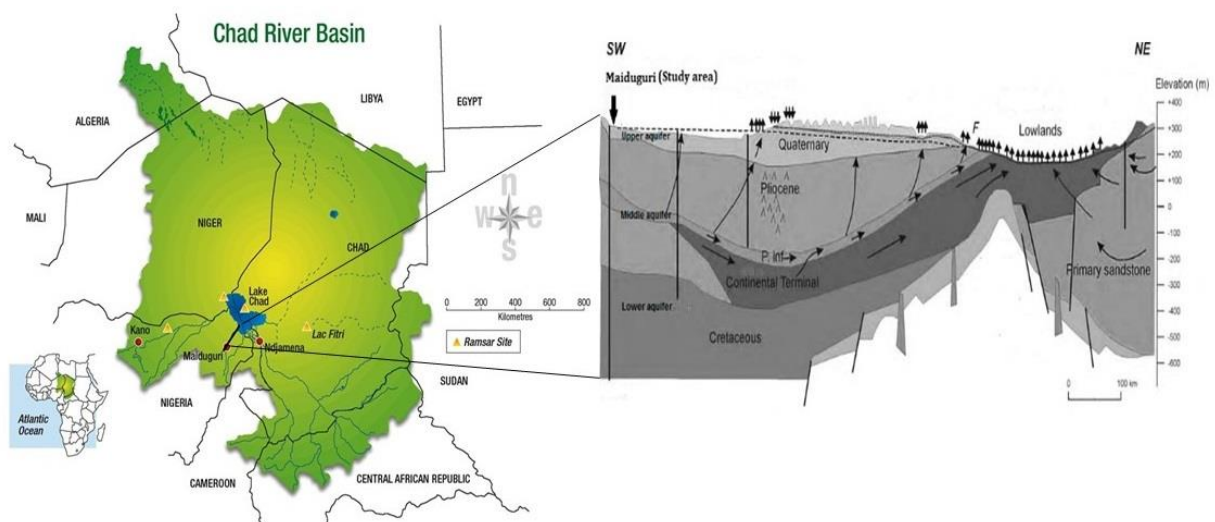 Chad River Basin
ALGERIA
LIBYA
EGYPT
MALI
NIGER
CHAD
n
w e
s
Lake
Chad
Kano
Lac Fitri
Maiduguri
Ndjamena
0 200 400 600 800
Kilometres
Ramsar Site
NIGERIA
SUDAN
Atlantic
Ocean
CAMEROON
CENTRAL AFRICAN REPUBLIC
SW
NE
Maiduguri (Study area)
Elevation (m)
+400
+300
+200
+100
-0
-100
-200
-300
-400
-500
-600
F
Lowlands
Upper aquifer
Quaternary
Pliocene
Middle aquifer
P. Inf
Continental Terminal
Primary sandstone
Lower aquifer
Cretaceous
0 100 km